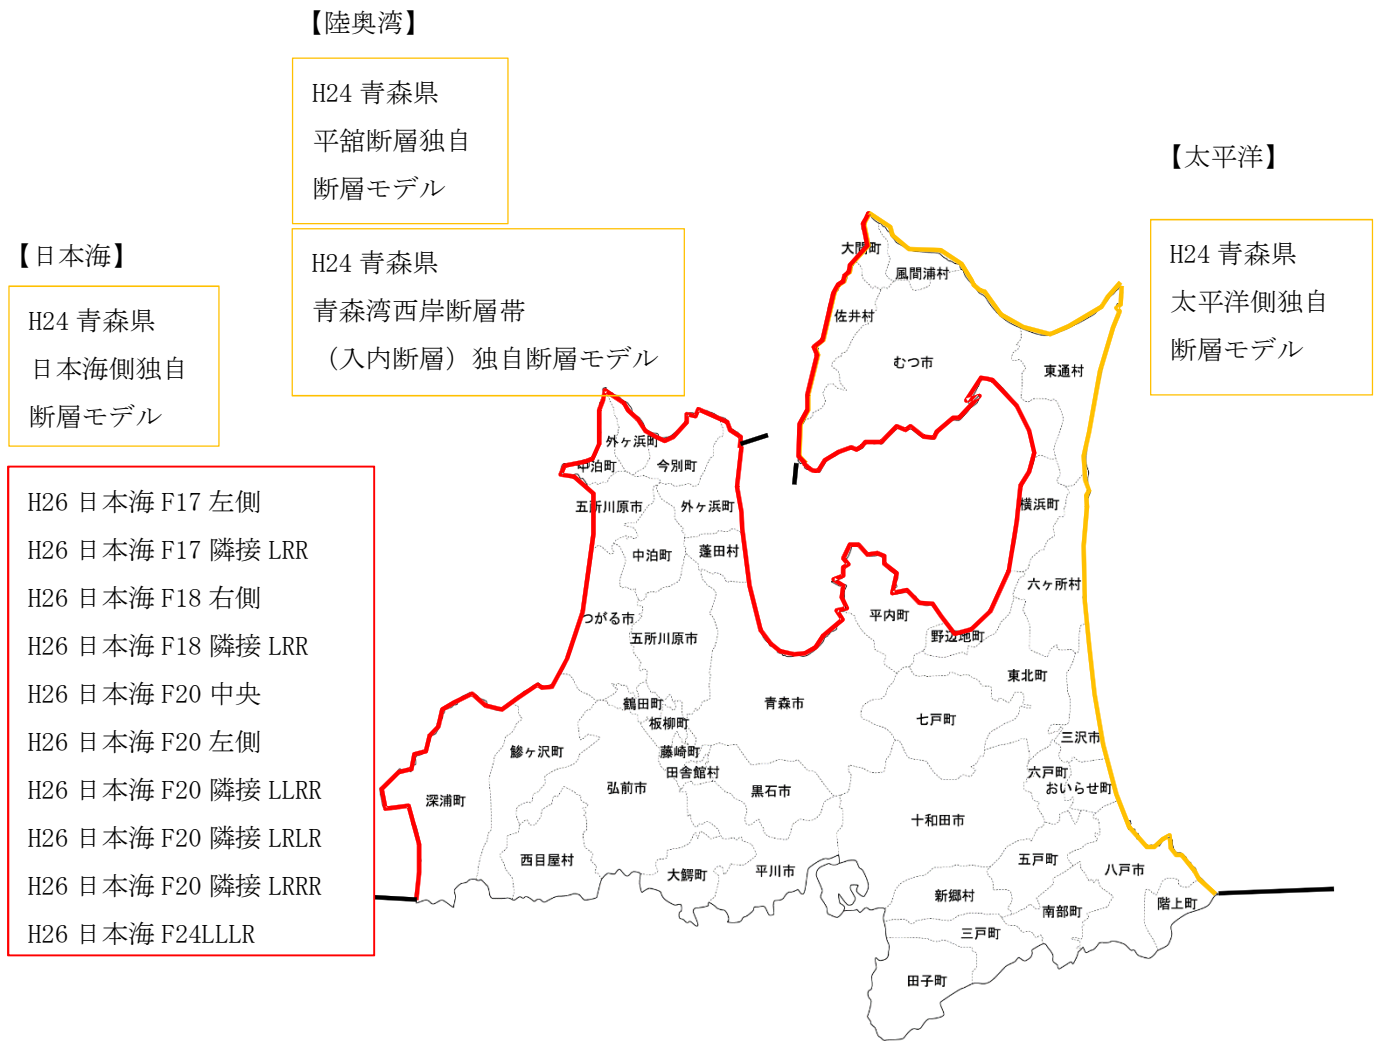 【陸奥湾】
H24 青森県
平舘断層独自
断層モデル
H24 青森県
青森湾西岸断層帯
（入内断層）独自断層モデル
【太平洋】
H24 青森県
太平洋側独自
断層モデル
【日本海】
H24 青森県
日本海側独自
断層モデル
H26 日本海 F17 左側
H26 日本海 F17 隣接 LRR
H26 日本海 F18 右側
H26 日本海 F18 隣接 LRR
H26 日本海 F20 中央
H26 日本海 F20 左側
H26 日本海 F20 隣接 LLRR
H26 日本海 F20 隣接 LRLR
H26 日本海 F20 隣接 LRRR
H26 日本海 F24LLLR
大間町
風間浦村
佐井村
むつ市
東通村
外ヶ浜町
中泊町
今別町
五所川原市
外ヶ浜町
横浜町
中泊町
蓬田村
六ヶ所村
つがる市
五所川原市
平内町
野辺地町
東北町
鶴田町
板柳町
青森市
七戸町
三沢市
鰺ヶ沢町
藤崎町
田舎館村
六戸町
おいらせ町
深浦町
弘前市
黒石市
十和田市
西目屋村
大鰐町
平川市
五戸町
八戸市
新郷村
南部町
階上町
三戸町
田子町